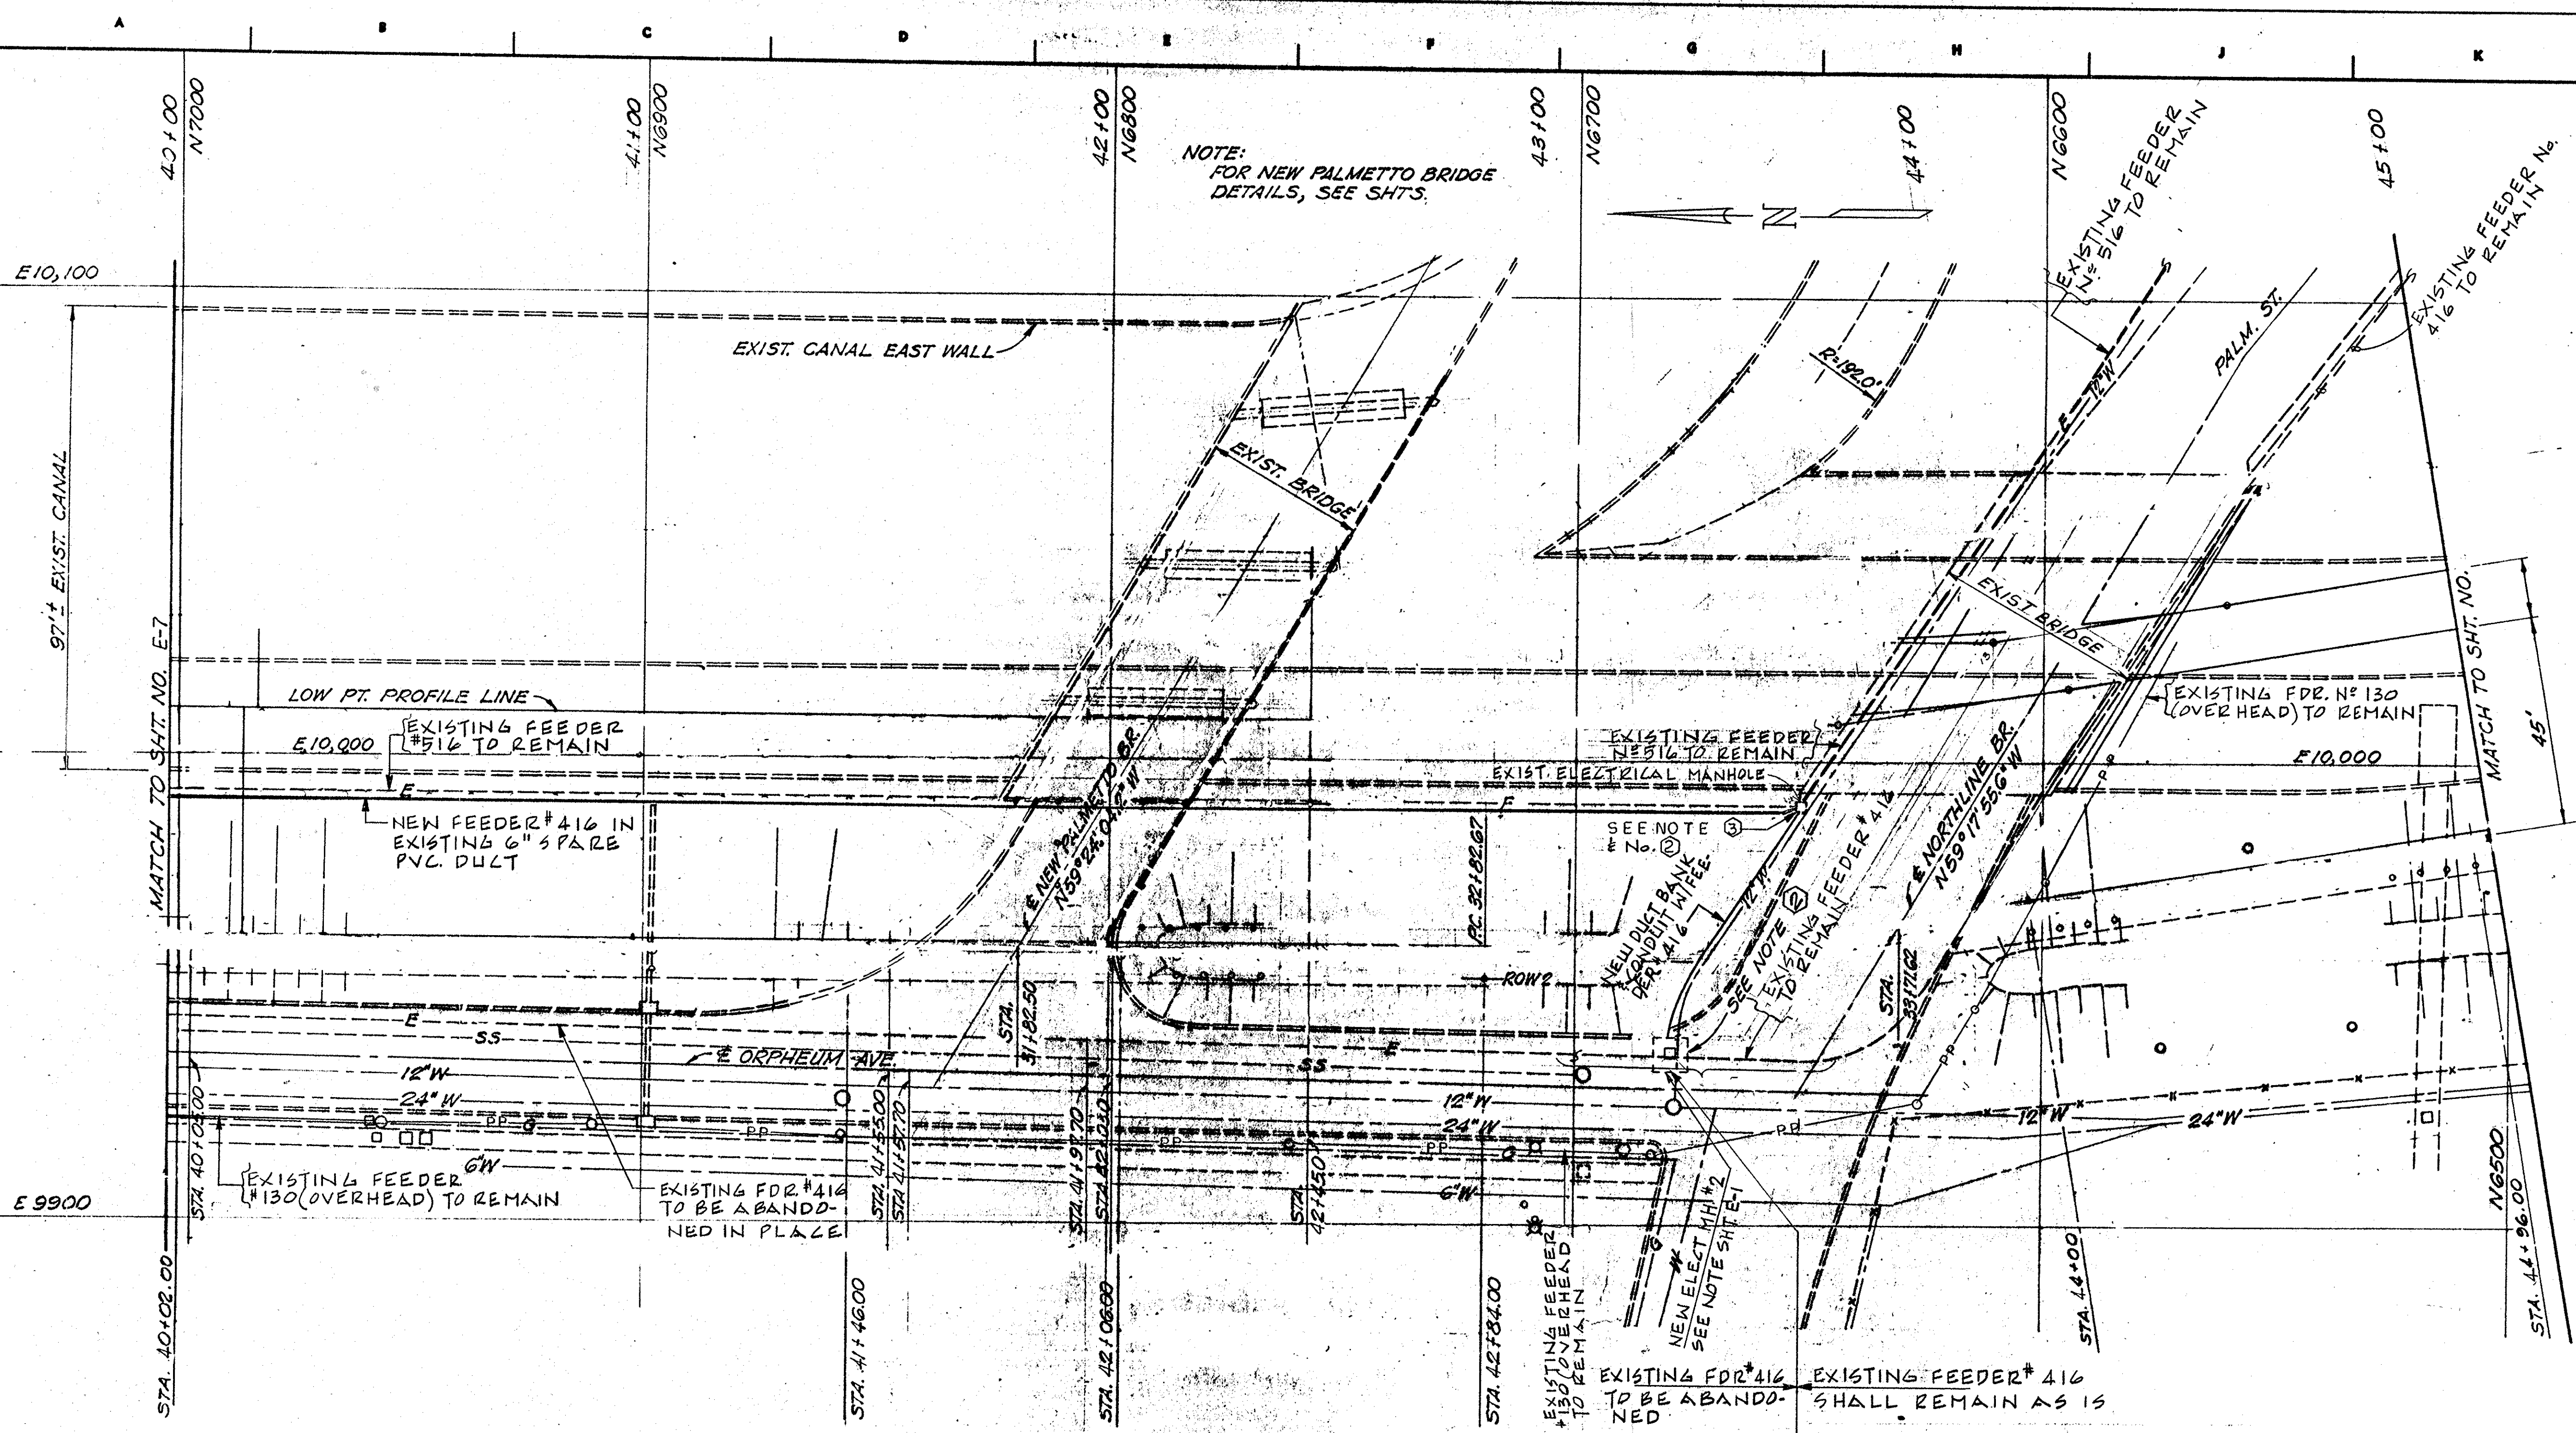 A B C D E F G H J K
40+00
N7000
41+00
N6900
42+00
N6800
43+00
N6700
44+00
N6600
45+00
NOTE:
FOR NEW PALMETTO BRIDGE
DETAILS, SEE SHTS.
N
EXISTING FEEDER
Nº 516 TO REMAIN
EXISTING FEEDER No.
416 TO REMAIN
E10,100
EXIST. CANAL EAST WALL
R=192.0'
12"W
E
PALM. ST.
97'± EXIST. CANAL
EXIST. BRIDGE
EXIST BRIDGE
MATCH TO SHT. NO. E-7
MATCH TO SHT. NO.
LOW PT. PROFILE LINE
EXISTING FEEDER
#516 TO REMAIN
E10,000
E
EXISTING FDR. Nº 130
(OVERHEAD) TO REMAIN
45'
E10,000
EXISTING FEEDER
Nº 516 TO REMAIN
EXIST. ELECTRICAL MANHOLE
NEW FEEDER #416 IN
EXISTING 6" SPARE
PVC. DUCT
℄ NEW PALMETTO BR.
N59°24'04.2"W
SEE NOTE 3
& No. 2
℄ NORTHLINE BR.
N59°17'55.6"W
P.C. 32+82.67
NEW DUCT BANK
& CONDUIT W/FEE-
DER #416
12"W
SEE NOTE 2
EXISTING FEEDER #416
TO REMAIN
STA.
33+71.62
STA.
31+82.50
ROW 2
E
SS
℄ ORPHEUM AVE.
12"W
24"W
PP
6"W
E
SS
12"W
24"W
PP
6"W
PP
12"W
24"W
STA. 40+05.00
EXISTING FEEDER
#130 (OVERHEAD) TO REMAIN
EXISTING FDR. #416
TO BE ABANDO-
NED IN PLACE
E 9900
STA. 40+02.00
STA. 41+46.00
STA. 41+55.00
STA. 41+57.70
STA. 41+97.70
STA. 42+06.00
STA.
42+45.0
STA. 42+84.00
EXISTING FEEDER
#130 (OVERHEAD
TO REMAIN
G
W
NEW ELECT MH #2
SEE NOTE SHT. E-1
EXISTING FDR #416
TO BE ABANDO-
NED
EXISTING FEEDER #416
SHALL REMAIN AS IS
STA. 44+00
N6500
STA. 44+96.00